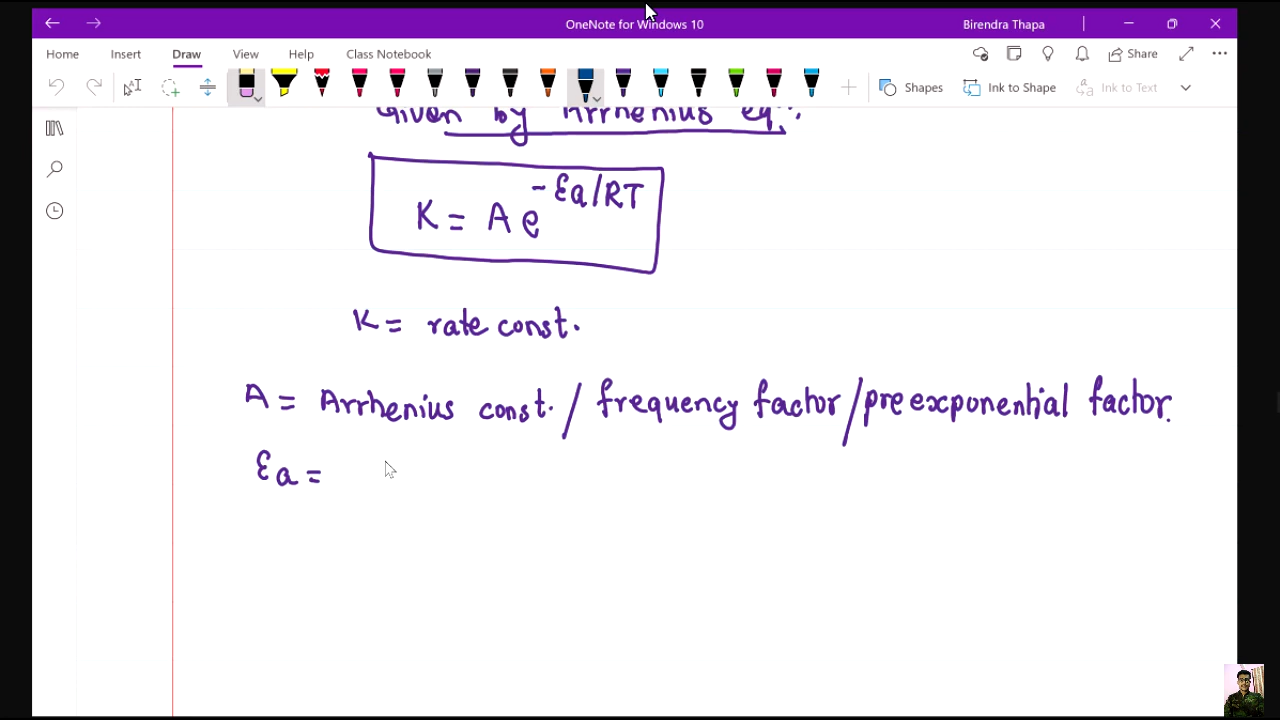 OneNote for Windows 10
Birendra Thapa
Home Insert Draw View Help Class Notebook Share
Shapes Ink to Shape Ink to Text
Given by Arrhenius eqn.
K = A e^-Ea/RT
K = rate const.
A = Arrhenius const. / frequency factor / preexponential factor.
Ea =